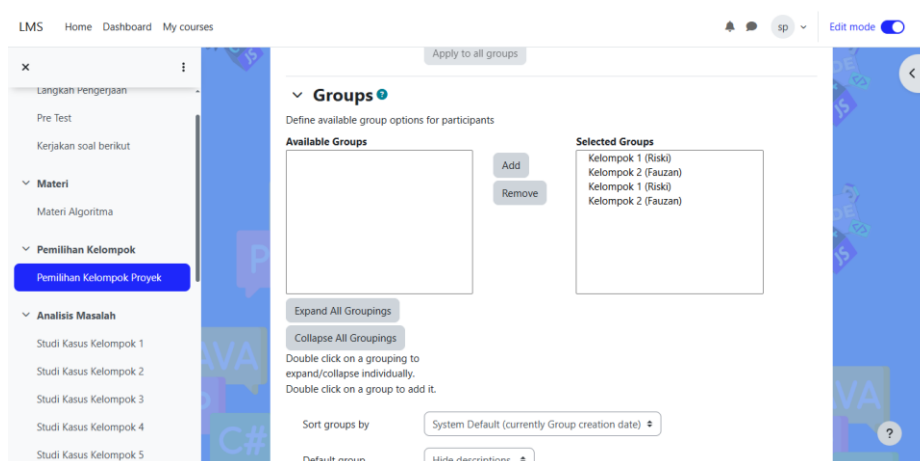 LMS Home Dashboard My courses sp Edit mode
Apply to all groups
Langkah Pengerjaan
Pre Test
Kerjakan soal berikut
Materi
Materi Algoritma
Pemilihan Kelompok
Pemilihan Kelompok Proyek
Analisis Masalah
Studi Kasus Kelompok 1
Studi Kasus Kelompok 2
Studi Kasus Kelompok 3
Studi Kasus Kelompok 4
Studi Kasus Kelompok 5
Groups
Define available group options for participants
Available Groups
Add
Remove
Selected Groups
Kelompok 1 (Riski)
Kelompok 2 (Fauzan)
Kelompok 1 (Riski)
Kelompok 2 (Fauzan)
Expand All Groupings
Collapse All Groupings
Double click on a grouping to
expand/collapse individually.
Double click on a group to add it.
Sort groups by System Default (currently Group creation date)
Default group Hide descriptions
JS
P
AVA
C#
JS
JS
VA
?